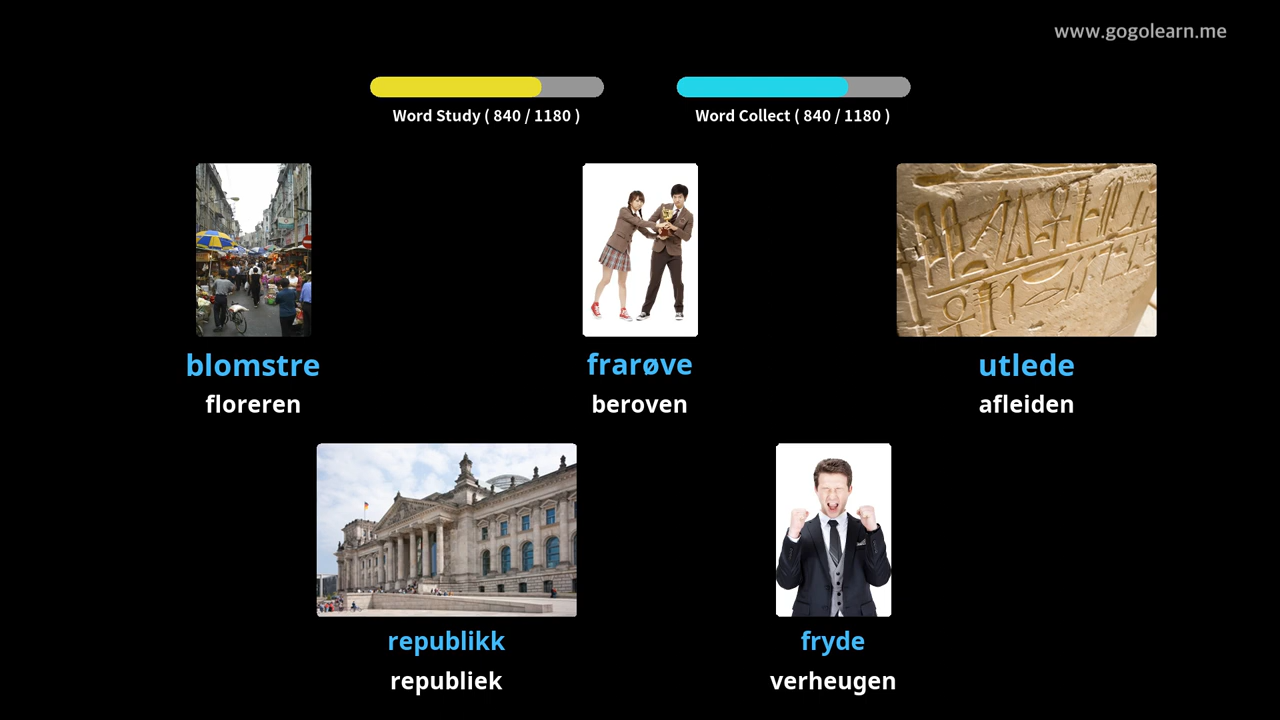 www.gogolearn.me
Word Study ( 840 / 1180 )
Word Collect ( 840 / 1180 )
blomstre
floreren
frarøve
beroven
utlede
afleiden
republikk
republiek
fryde
verheugen